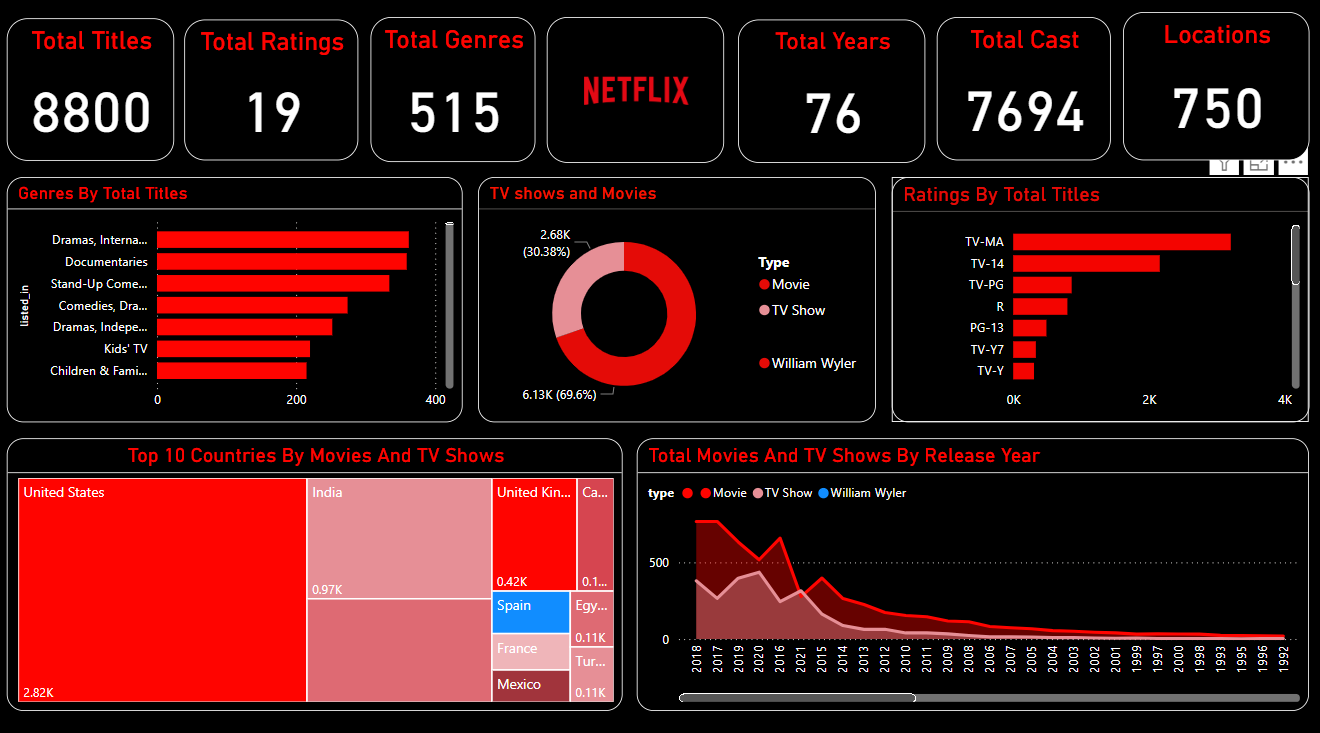 Total Titles
8800
Total Ratings
19
Total Genres
515
NETFLIX
Total Years
76
Total Cast
7694
Locations
750
Genres By Total Titles
listed_in
Dramas, Interna...
Documentaries
Stand-Up Come...
Comedies, Dra...
Dramas, Indepe...
Kids' TV
Children & Fami...
0
200
400
TV shows and Movies
2.68K
(30.38%)
6.13K (69.6%)
Type
Movie
TV Show
William Wyler
Ratings By Total Titles
TV-MA
TV-14
TV-PG
R
PG-13
TV-Y7
TV-Y
0K
2K
4K
Top 10 Countries By Movies And TV Shows
United States
2.82K
India
0.97K
United Kin...
0.42K
Ca...
0.1...
Spain
France
Mexico
Egy...
0.11K
Tur...
0.11K
Total Movies And TV Shows By Release Year
type Movie TV Show William Wyler
500
0
2018
2017
2019
2020
2016
2021
2015
2014
2013
2012
2010
2011
2009
2008
2006
2007
2005
2004
2003
2002
2001
1999
1997
2000
1998
1993
1995
1996
1992